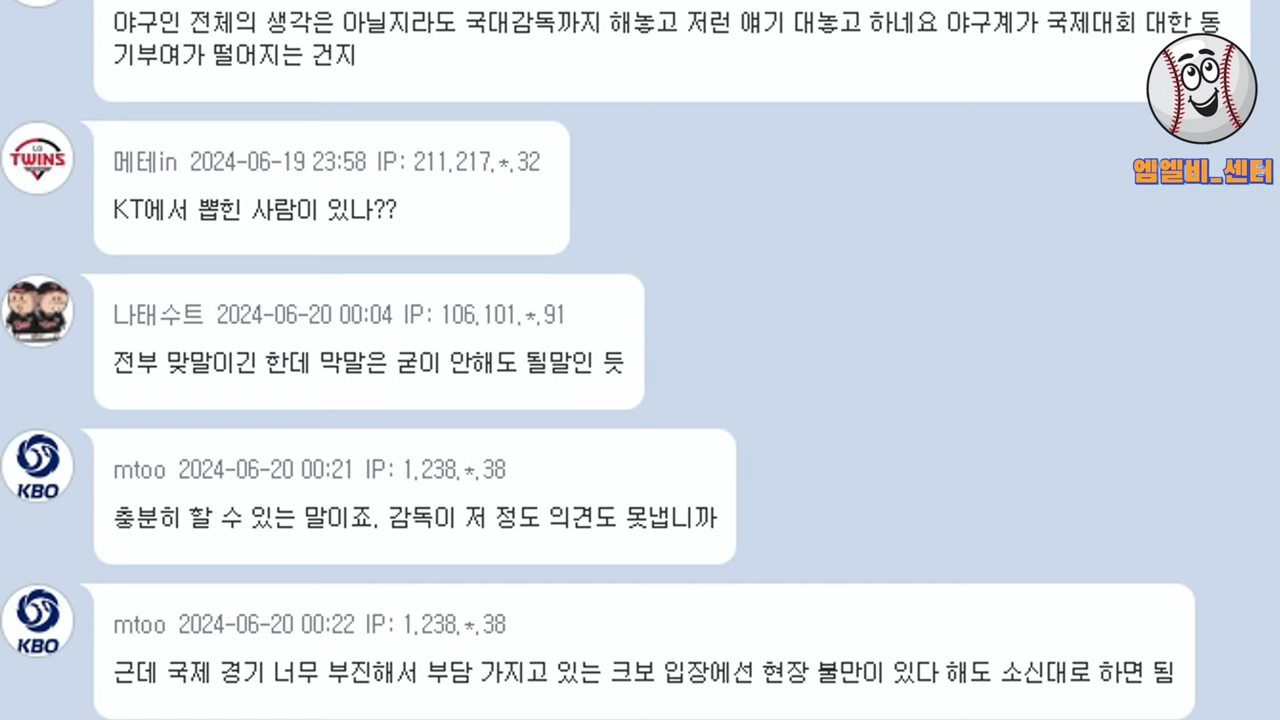 야구인 전체의 생각은 아닐지라도 국대감독까지 해놓고 저런 얘기 대놓고 하네요 야구계가 국제대회 대한 동
기부여가 떨어지는 건지
엠엘비_센터
LG
TWINS
메테in 2024-06-19 23:58 IP: 211.217.*.32
KT에서 뽑힌 사람이 있나??
나태수트 2024-06-20 00:04 IP: 106.101.*.91
전부 맞말이긴 한데 막말은 굳이 안해도 될말인 듯
KBO
mtoo 2024-06-20 00:21 IP: 1.238.*.38
충분히 할 수 있는 말이죠. 감독이 저 정도 의견도 못냅니까
KBO
mtoo 2024-06-20 00:22 IP: 1.238.*.38
근데 국제 경기 너무 부진해서 부담 가지고 있는 크보 입장에선 현장 불만이 있다 해도 소신대로 하면 됨